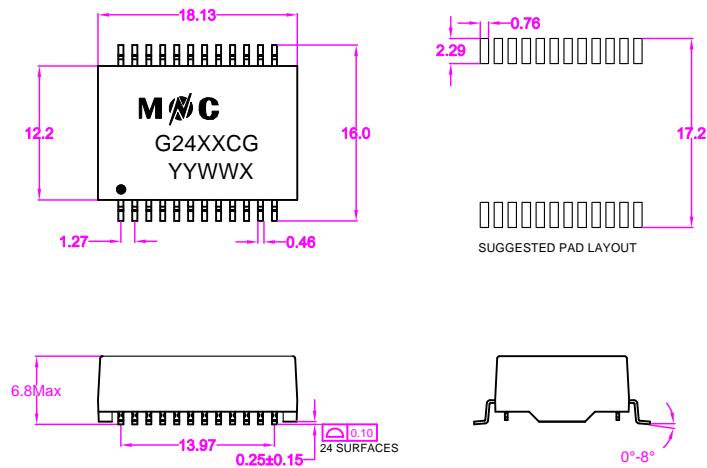 18.13
0.76
2.29
12.2
M C
G24XXCG
YYWWX
16.0
17.2
1.27
0.46
SUGGESTED PAD LAYOUT
6.8Max
13.97
0.25±0.15
0.10
24 SURFACES
0°-8°